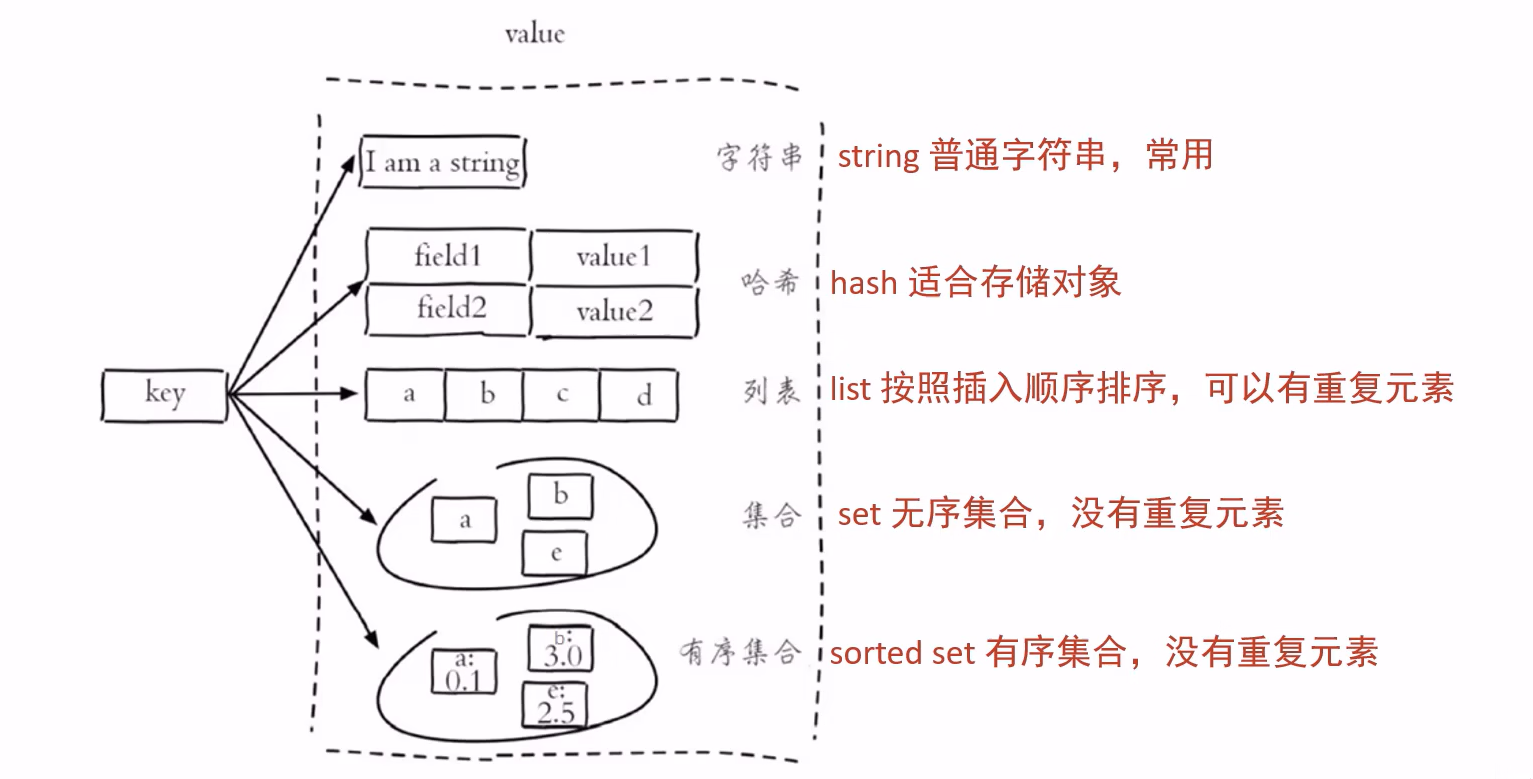 value
I am a string
字符串
string 普通字符串，常用
field1
value1
field2
value2
哈希
hash 适合存储对象
key
a
b
c
d
列表
list 按照插入顺序排序，可以有重复元素
a
b
e
集合
set 无序集合，没有重复元素
a:
0.1
b:
3.0
e:
2.5
有序集合
sorted set 有序集合，没有重复元素